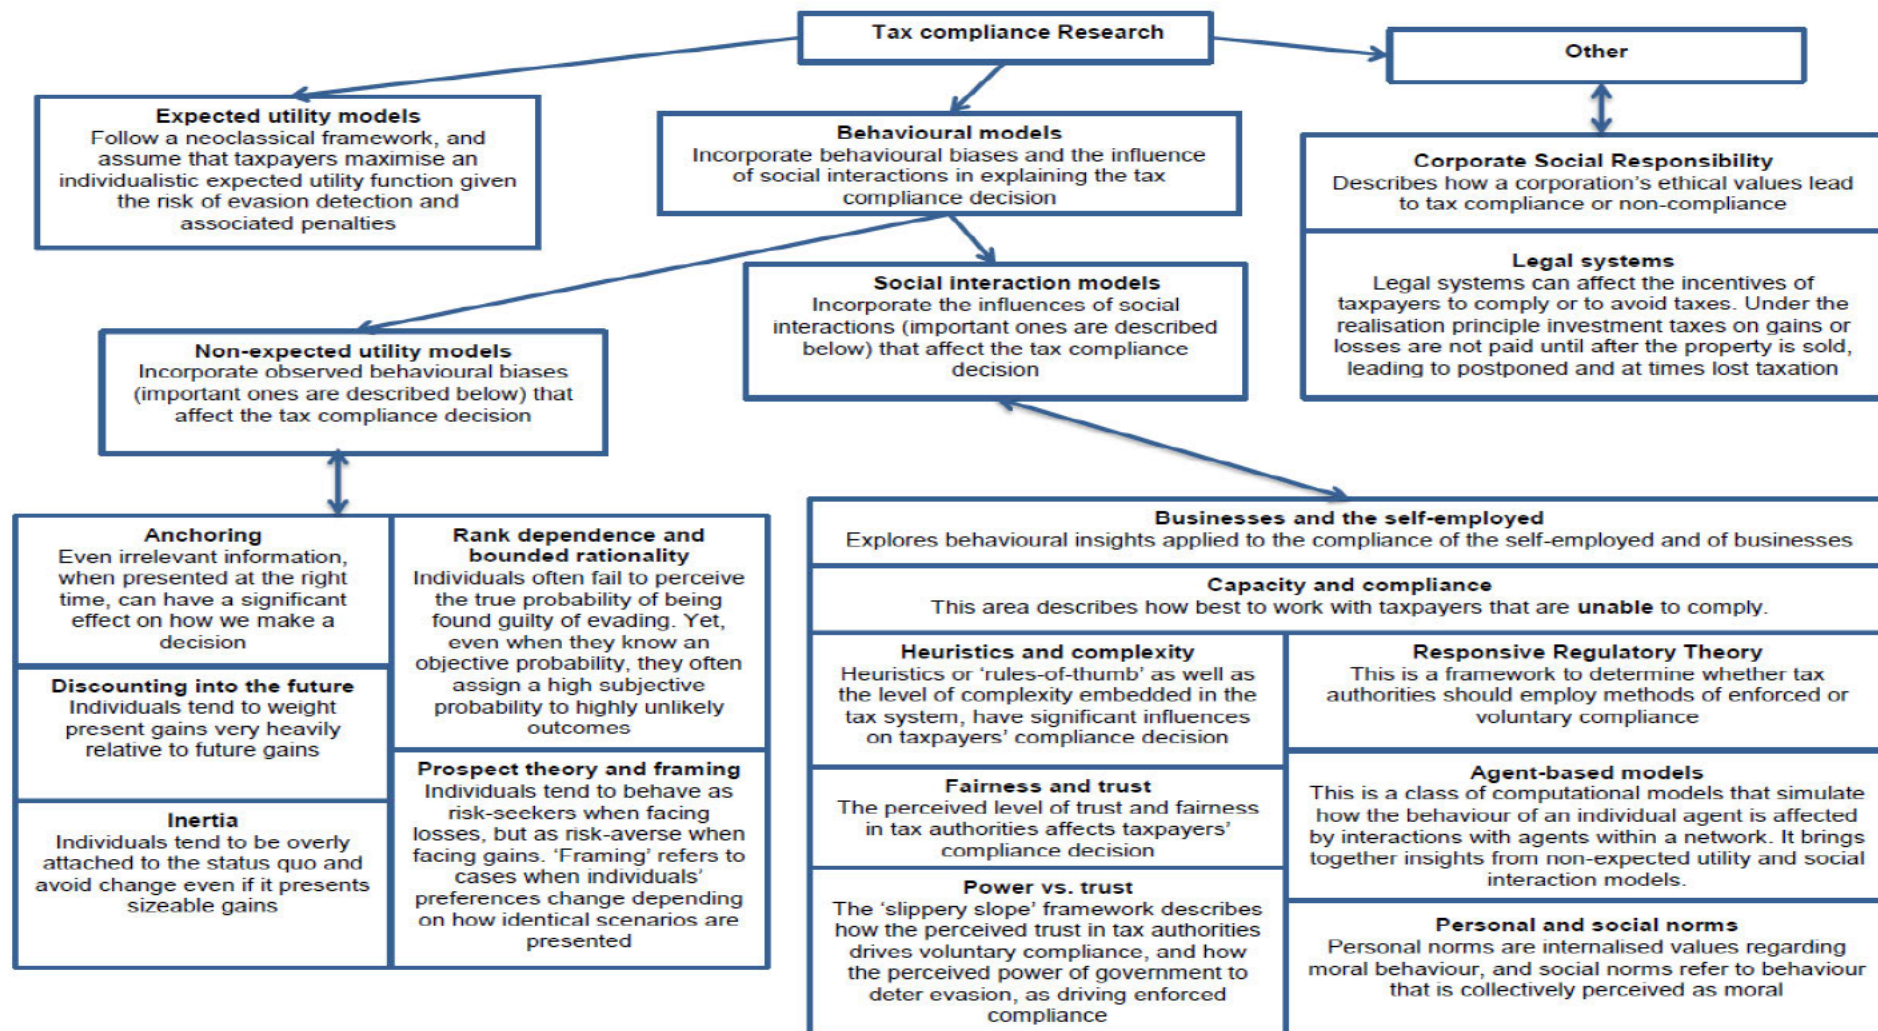 Tax compliance Research
Other
Expected utility models
Follow a neoclassical framework, and
assume that taxpayers maximise an
individualistic expected utility function given
the risk of evasion detection and
associated penalties
Behavioural models
Incorporate behavioural biases and the influence
of social interactions in explaining the tax
compliance decision
Corporate Social Responsibility
Describes how a corporation's ethical values lead
to tax compliance or non-compliance
Legal systems
Legal systems can affect the incentives of
taxpayers to comply or to avoid taxes. Under the
realisation principle investment taxes on gains or
losses are not paid until after the property is sold,
leading to postponed and at times lost taxation
Social interaction models
Incorporate the influences of social
interactions (important ones are described
below) that affect the tax compliance
decision
Non-expected utility models
Incorporate observed behavioural biases
(important ones are described below) that
affect the tax compliance decision
Anchoring
Even irrelevant information,
when presented at the right
time, can have a significant
effect on how we make a
decision
Discounting into the future
Individuals tend to weight
present gains very heavily
relative to future gains
Inertia
Individuals tend to be overly
attached to the status quo and
avoid change even if it presents
sizeable gains
Rank dependence and
bounded rationality
Individuals often fail to perceive
the true probability of being
found guilty of evading. Yet,
even when they know an
objective probability, they often
assign a high subjective
probability to highly unlikely
outcomes
Prospect theory and framing
Individuals tend to behave as
risk-seekers when facing
losses, but as risk-averse when
facing gains. 'Framing' refers to
cases when individuals'
preferences change depending
on how identical scenarios are
presented
Businesses and the self-employed
Explores behavioural insights applied to the compliance of the self-employed and of businesses
Capacity and compliance
This area describes how best to work with taxpayers that are unable to comply.
Heuristics and complexity
Heuristics or 'rules-of-thumb' as well as
the level of complexity embedded in the
tax system, have significant influences
on taxpayers' compliance decision
Fairness and trust
The perceived level of trust and fairness
in tax authorities affects taxpayers'
compliance decision
Power vs. trust
The 'slippery slope' framework describes
how the perceived trust in tax authorities
drives voluntary compliance, and how
the perceived power of government to
deter evasion, as driving enforced
compliance
Responsive Regulatory Theory
This is a framework to determine whether tax
authorities should employ methods of enforced or
voluntary compliance
Agent-based models
This is a class of computational models that simulate
how the behaviour of an individual agent is affected
by interactions with agents within a network. It brings
together insights from non-expected utility and social
interaction models.
Personal and social norms
Personal norms are internalised values regarding
moral behaviour, and social norms refer to behaviour
that is collectively perceived as moral